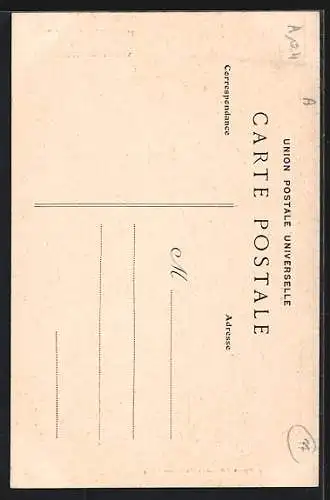 UNION POSTALE UNIVERSELLE
CARTE POSTALE
Correspondance
Adresse
M
A